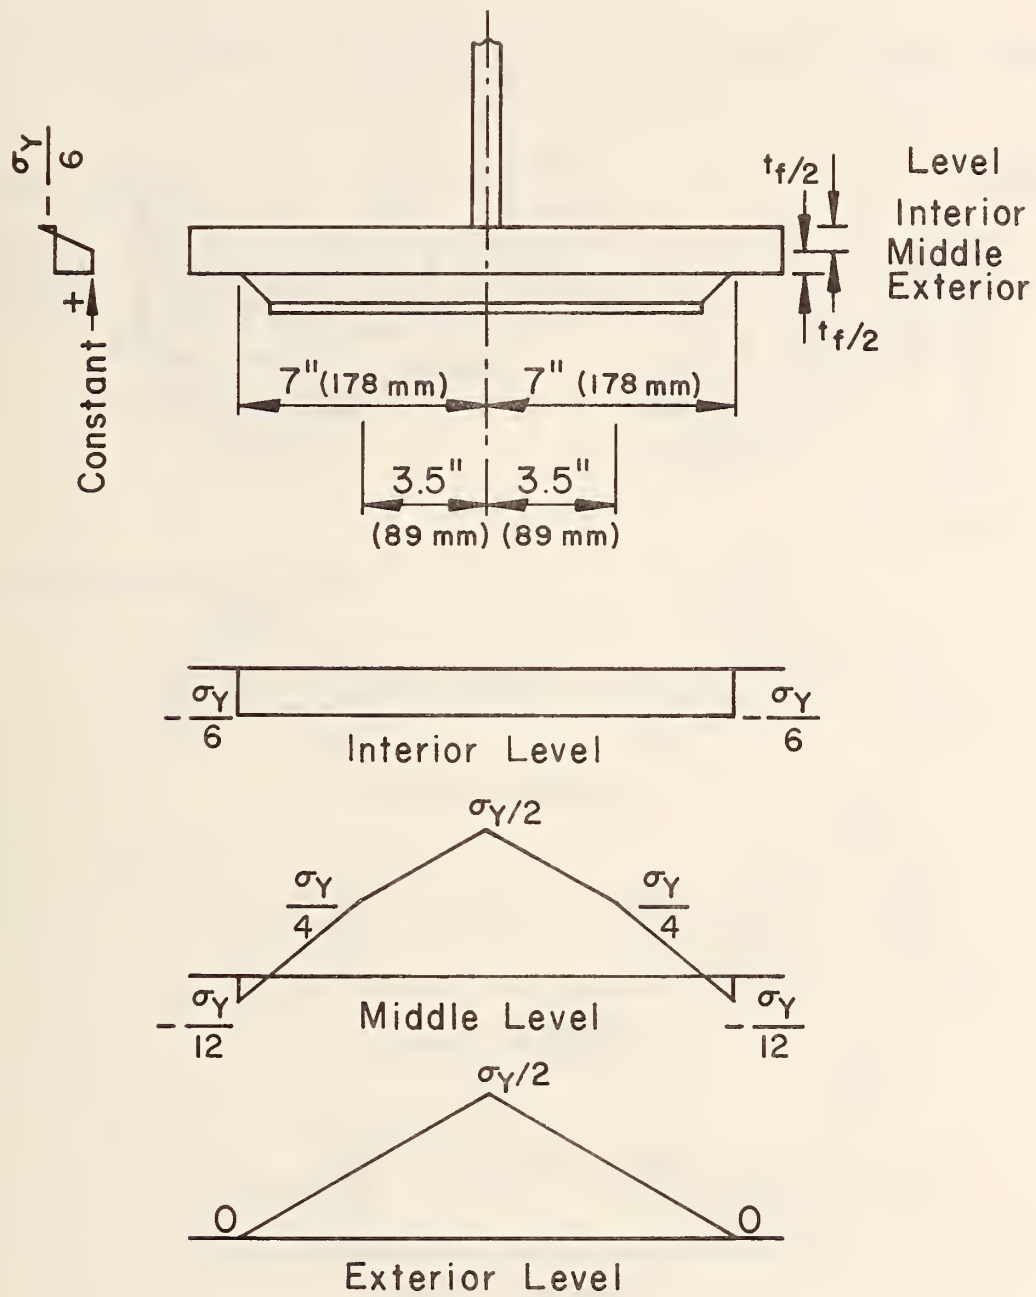 σY/6
-
+
Constant
tf/2
Level
Interior
Middle
Exterior
tf/2
7" (178 mm) 7" (178 mm)
3.5" 3.5"
(89 mm) (89 mm)
-σY/6 -σY/6
Interior Level
σY/2
σY/4 σY/4
-σY/12 -σY/12
Middle Level
σY/2
O O
Exterior Level